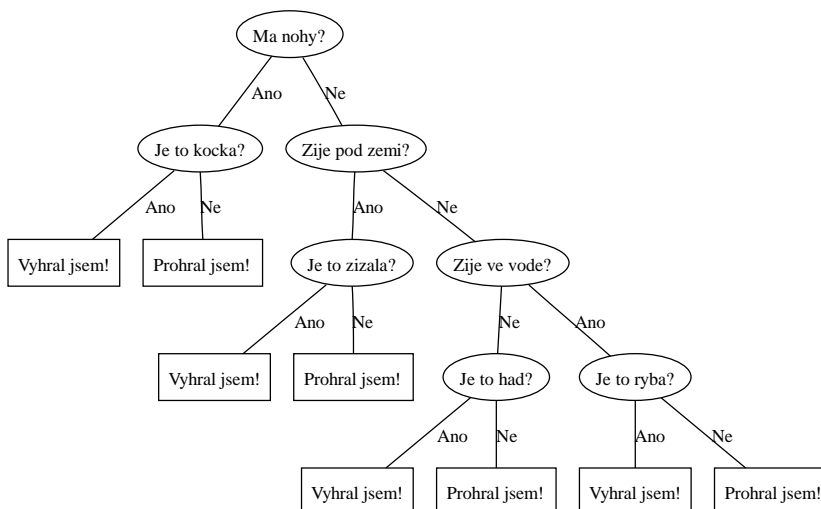 Ma nohy?
Ano
Ne
Je to kocka?
Zije pod zemi?
Ano
Ne
Ano
Ne
Vyhral jsem!
Prohral jsem!
Je to zizala?
Zije ve vode?
Ano
Ne
Ne
Ano
Vyhral jsem!
Prohral jsem!
Je to had?
Je to ryba?
Ano
Ne
Ano
Ne
Vyhral jsem!
Prohral jsem!
Vyhral jsem!
Prohral jsem!